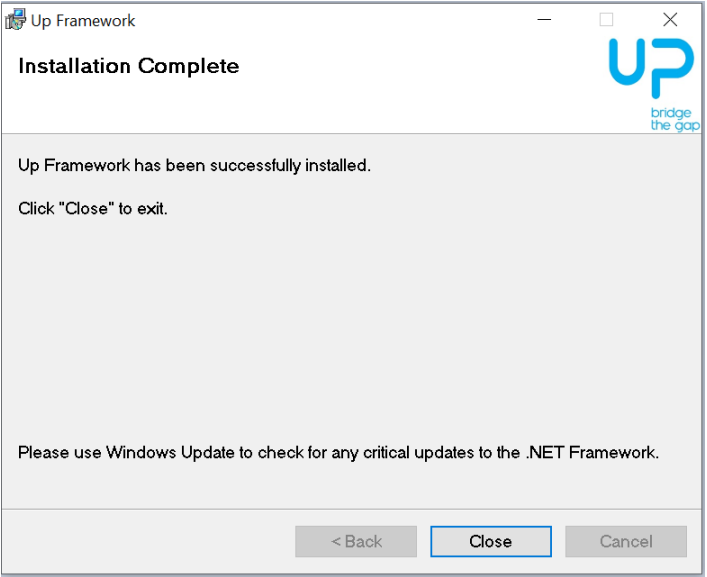 Up Framework
Installation Complete
UP
bridge
the gap
Up Framework has been successfully installed.
Click "Close" to exit.
Please use Windows Update to check for any critical updates to the .NET Framework.
< Back
Close
Cancel